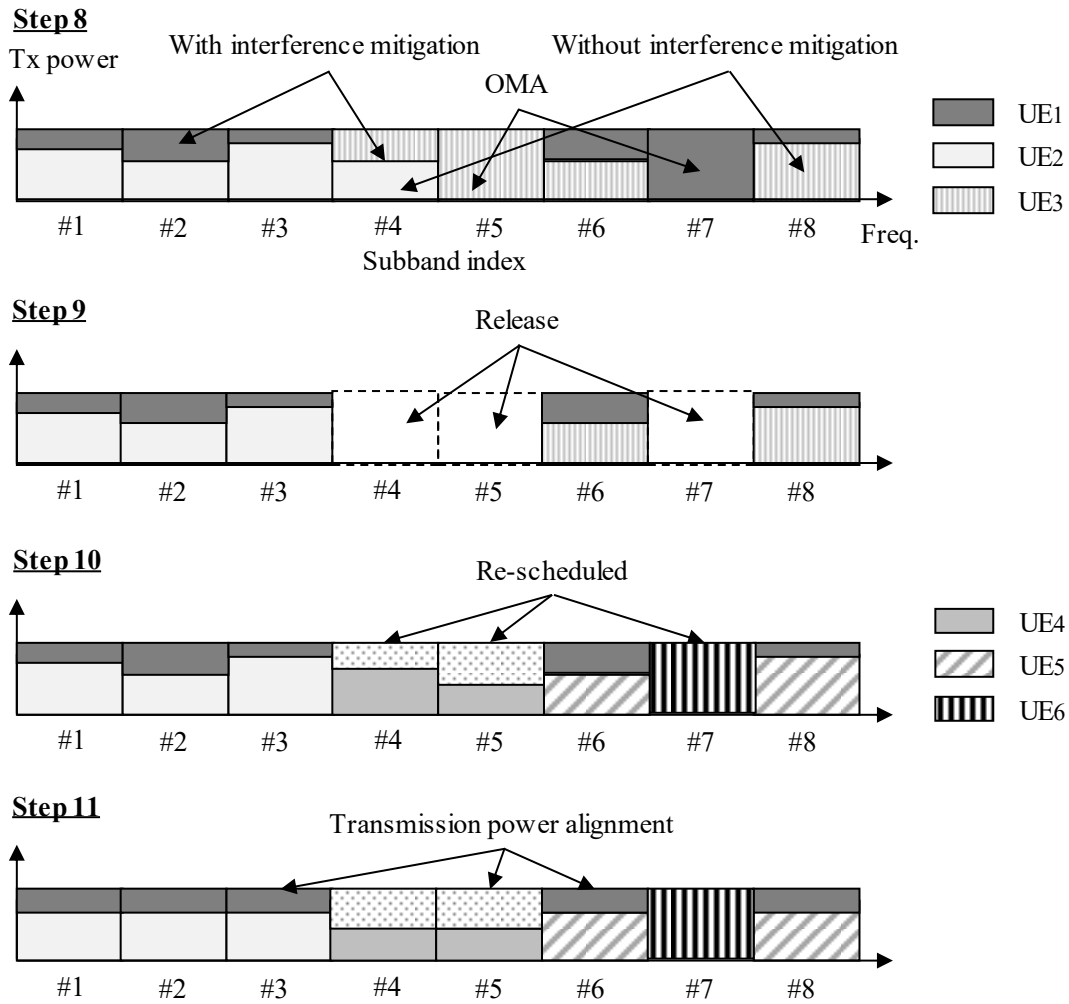 Step 8
With interference mitigation
Without interference mitigation
Tx power
OMA
UE1
UE2
UE3
#1 #2 #3 #4 #5 #6 #7 #8
Freq.
Subband index
Step 9
Release
#1 #2 #3 #4 #5 #6 #7 #8
Step 10
Re-scheduled
UE4
UE5
UE6
#1 #2 #3 #4 #5 #6 #7 #8
Step 11
Transmission power alignment
#1 #2 #3 #4 #5 #6 #7 #8